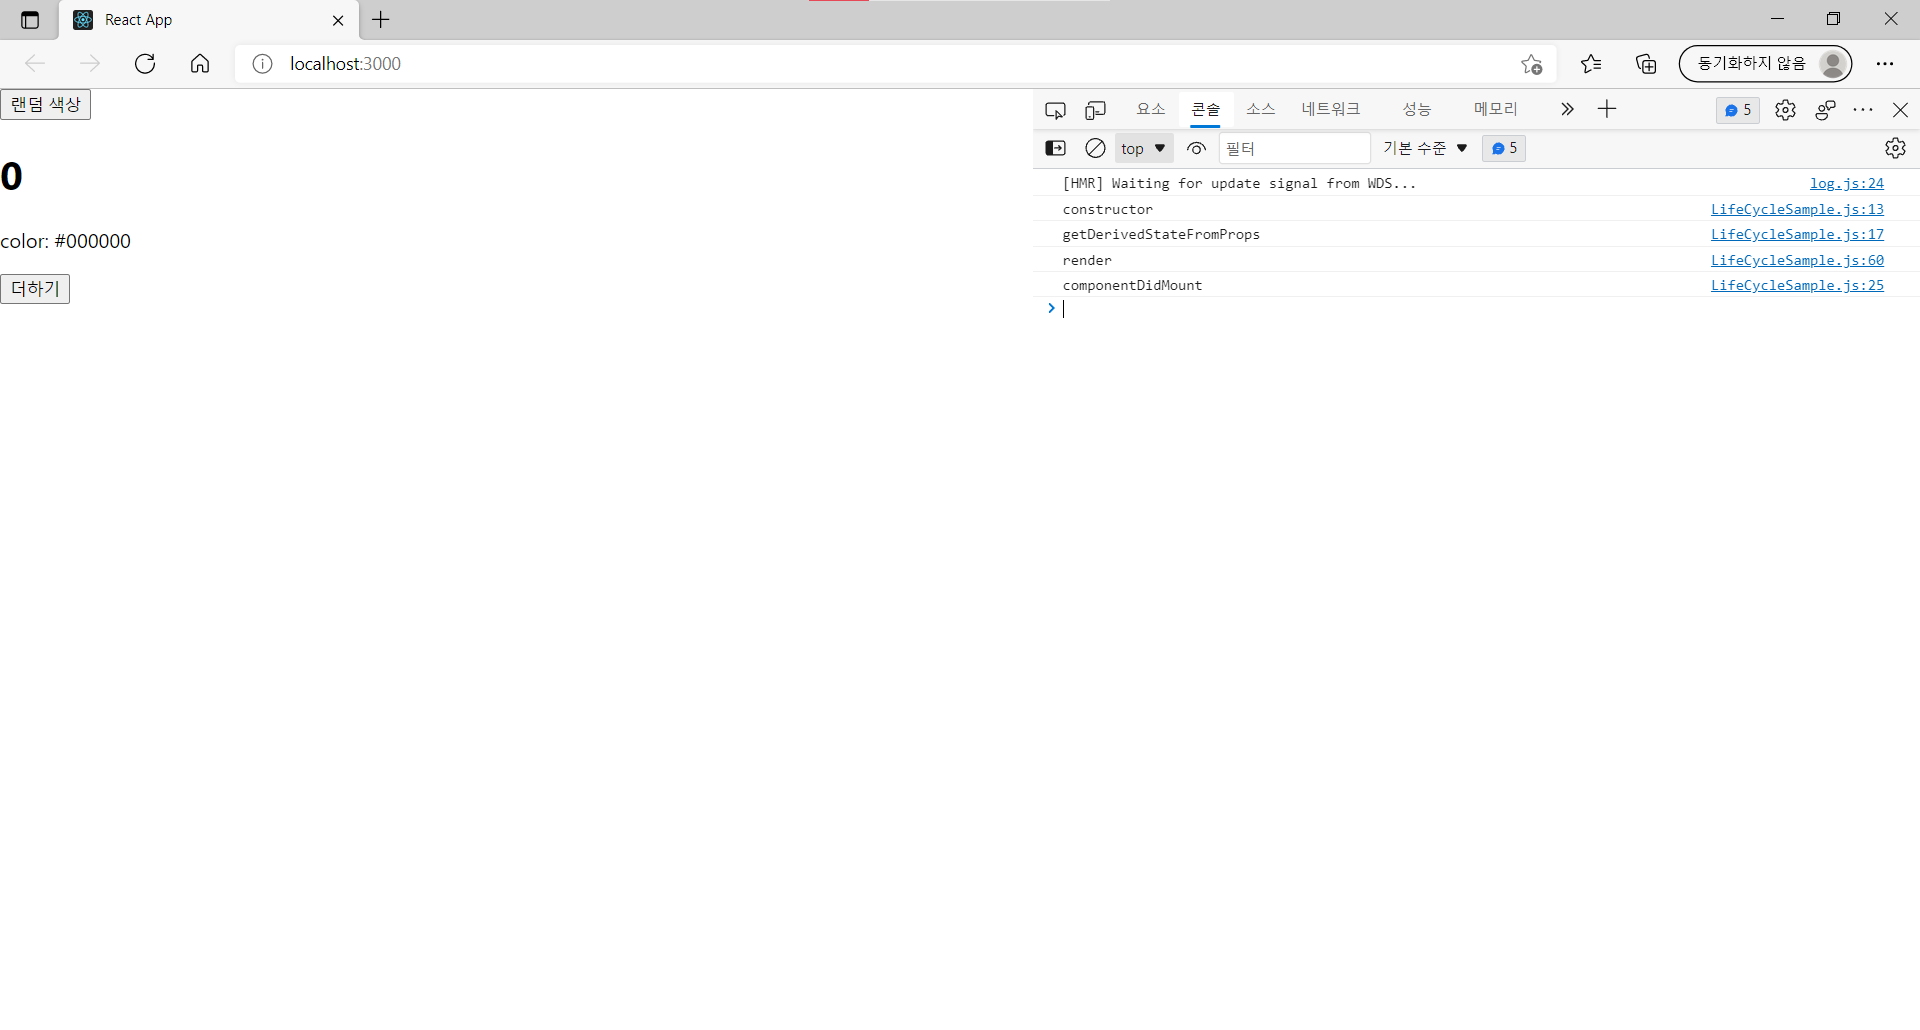 React App
localhost:3000
동기화하지 않음
랜덤 색상
0
color: #000000
더하기
요소 콘솔 소스 네트워크 성능 메모리 5
top 필터 기본 수준 5
[HMR] Waiting for update signal from WDS... log.js:24
constructor LifeCycleSample.js:13
getDerivedStateFromProps LifeCycleSample.js:17
render LifeCycleSample.js:60
componentDidMount LifeCycleSample.js:25